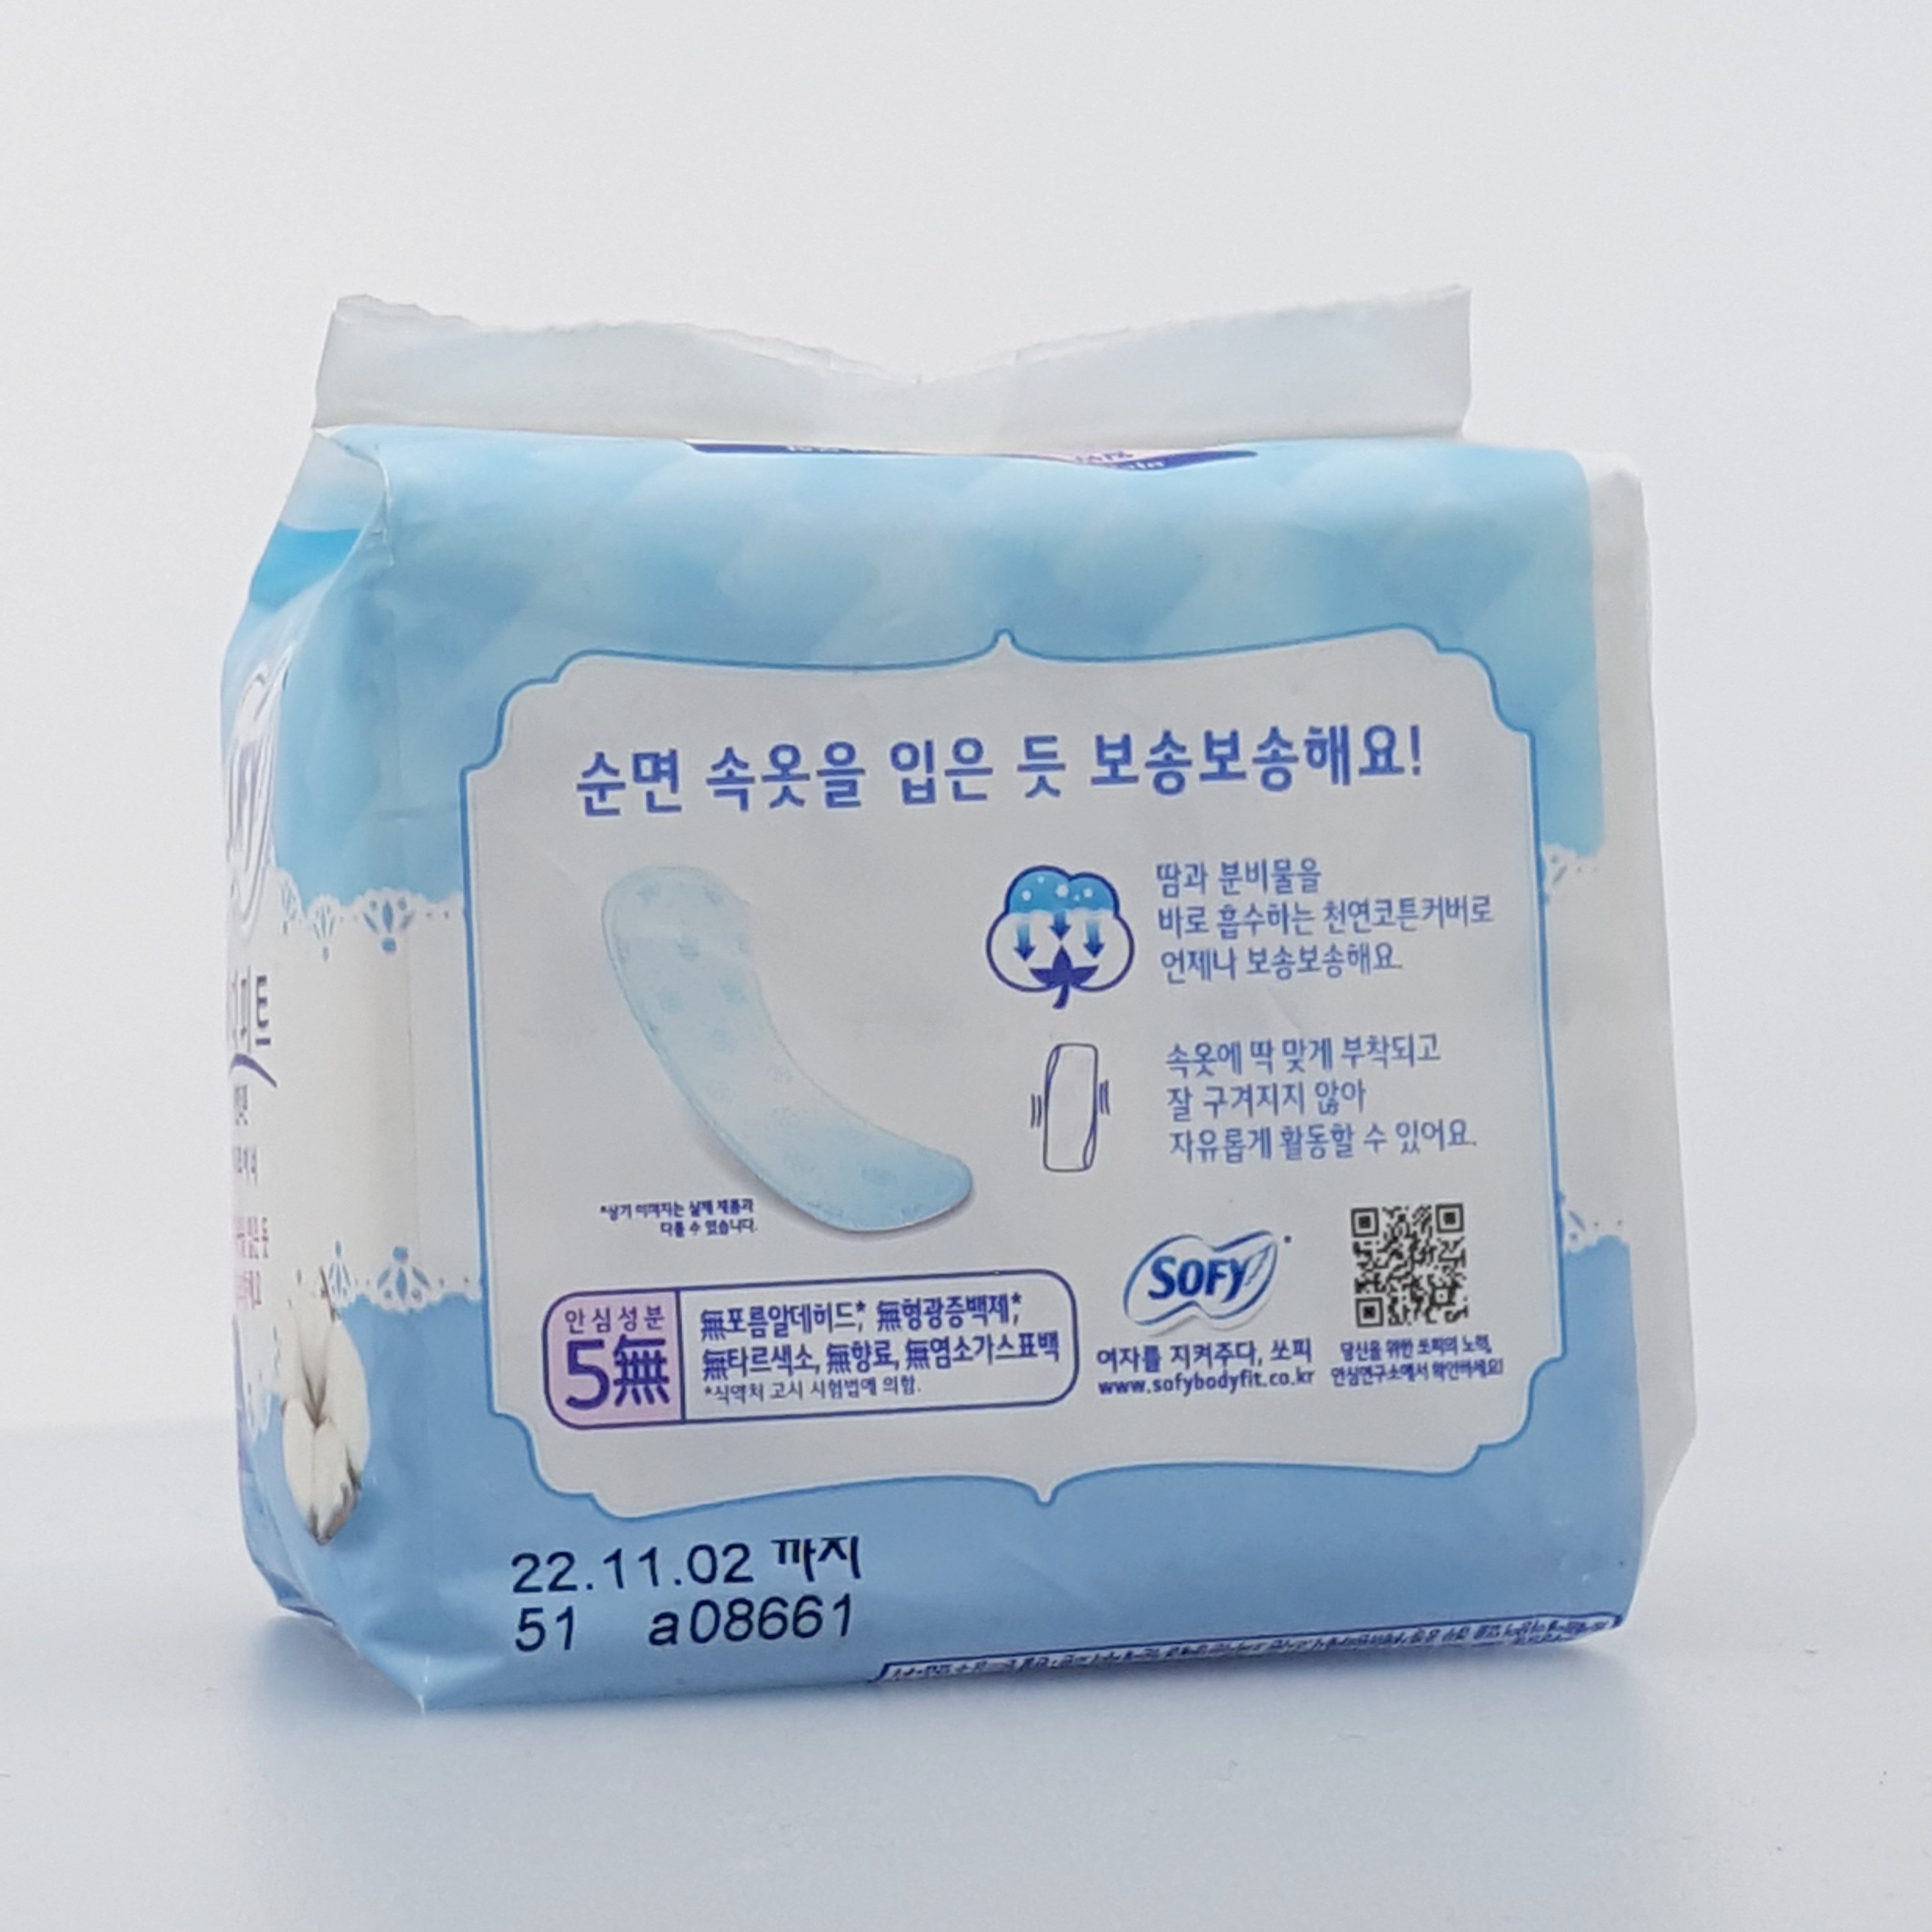 순면 속옷을 입은 듯 보송보송해요!
땀과 분비물을
바로 흡수하는 천연코튼커버로
언제나 보송보송해요.
속옷에 딱 맞게 부착되고
잘 구겨지지 않아
자유롭게 활동할 수 있어요.
*상기 이미지는 실제 제품과
다를 수 있습니다.
안심성분
5無
無포름알데히드*, 無형광증백제*,
無타르색소, 無향료, 無염소가스표백
*식약처 고시 시험법에 의함.
SOFY
여자를 지켜주다, 쏘피
www.sofybodyfit.co.kr
당신을 위한 쏘피의 노력,
안심연구소에서 확인하세요!
22.11.02 까지
51 a08661